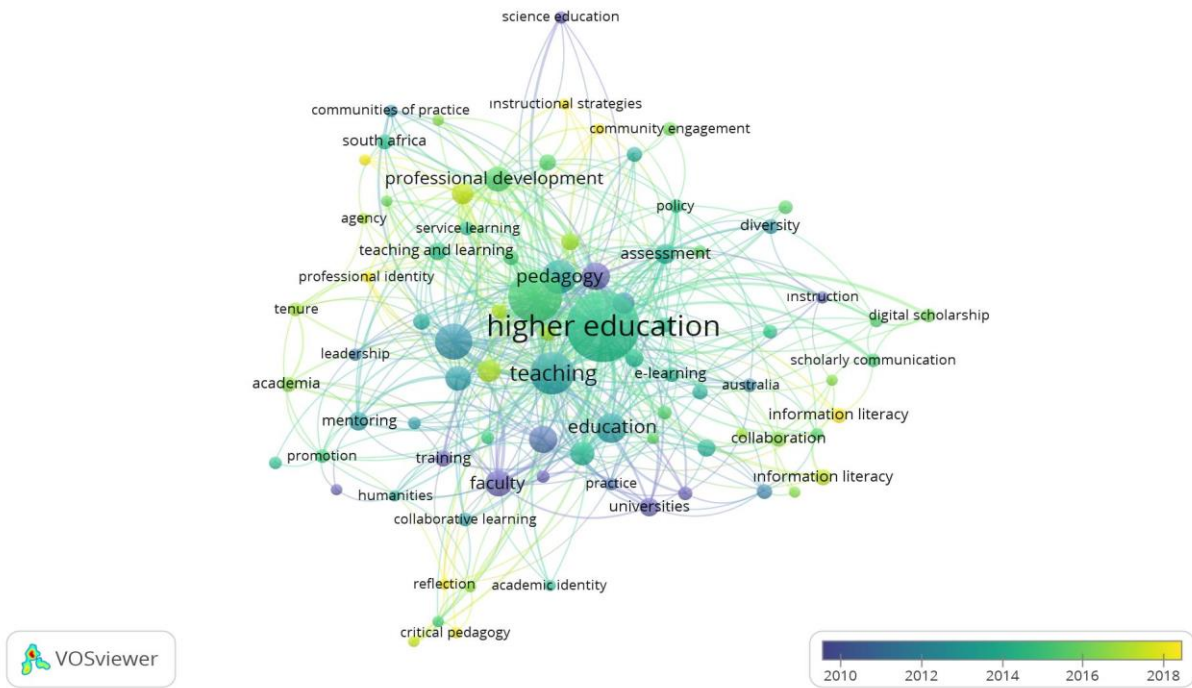 science education
communities of practice
ınstructional strategies
south africa
community engagement
professional development
policy
agency
service learning
diversity
teaching and learning
assessment
professional identity
pedagogy
ınstruction
tenure
digital scholarship
higher education
leadership
scholarly communication
academia
teaching
e-learning
australia
mentoring
education
information literacy
collaboration
promotion
training
faculty
practice
ınformation literacy
humanities
universities
collaborative learning
reflection
academic identity
critical pedagogy
VOSviewer
2010 2012 2014 2016 2018